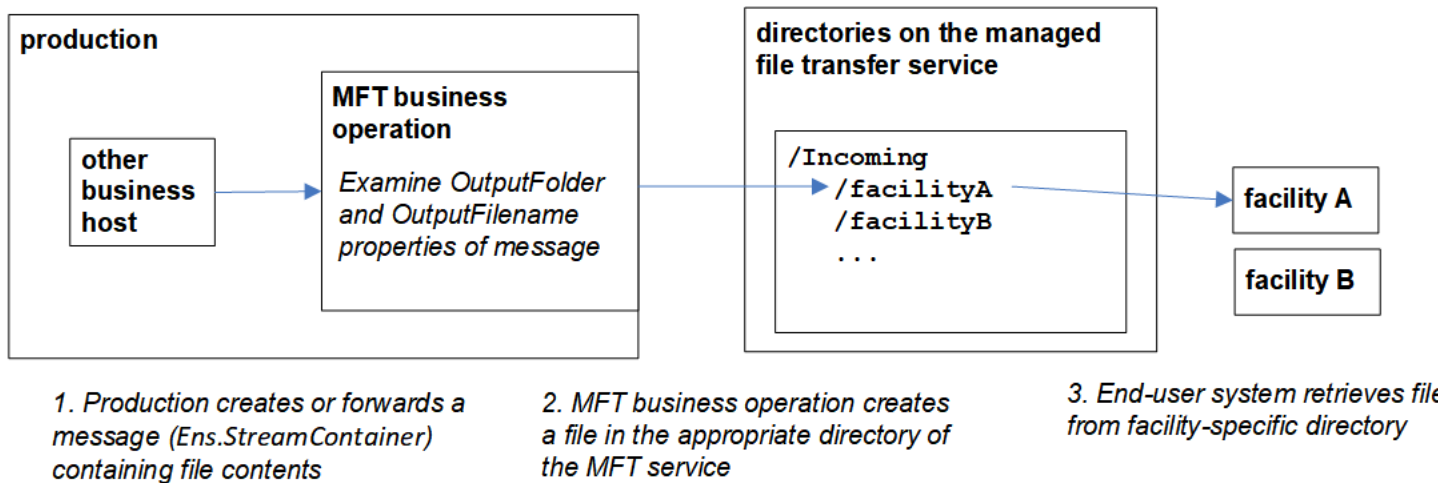 production
MFT business
operation
Examine OutputFolder
and OutputFilename
properties of message
other
business
host
directories on the managed
file transfer service
/Incoming
/facilityA
/facilityB
...
facility A
facility B
1. Production creates or forwards a
message (Ens.StreamContainer)
containing file contents
2. MFT business operation creates
a file in the appropriate directory of
the MFT service
3. End-user system retrieves file
from facility-specific directory